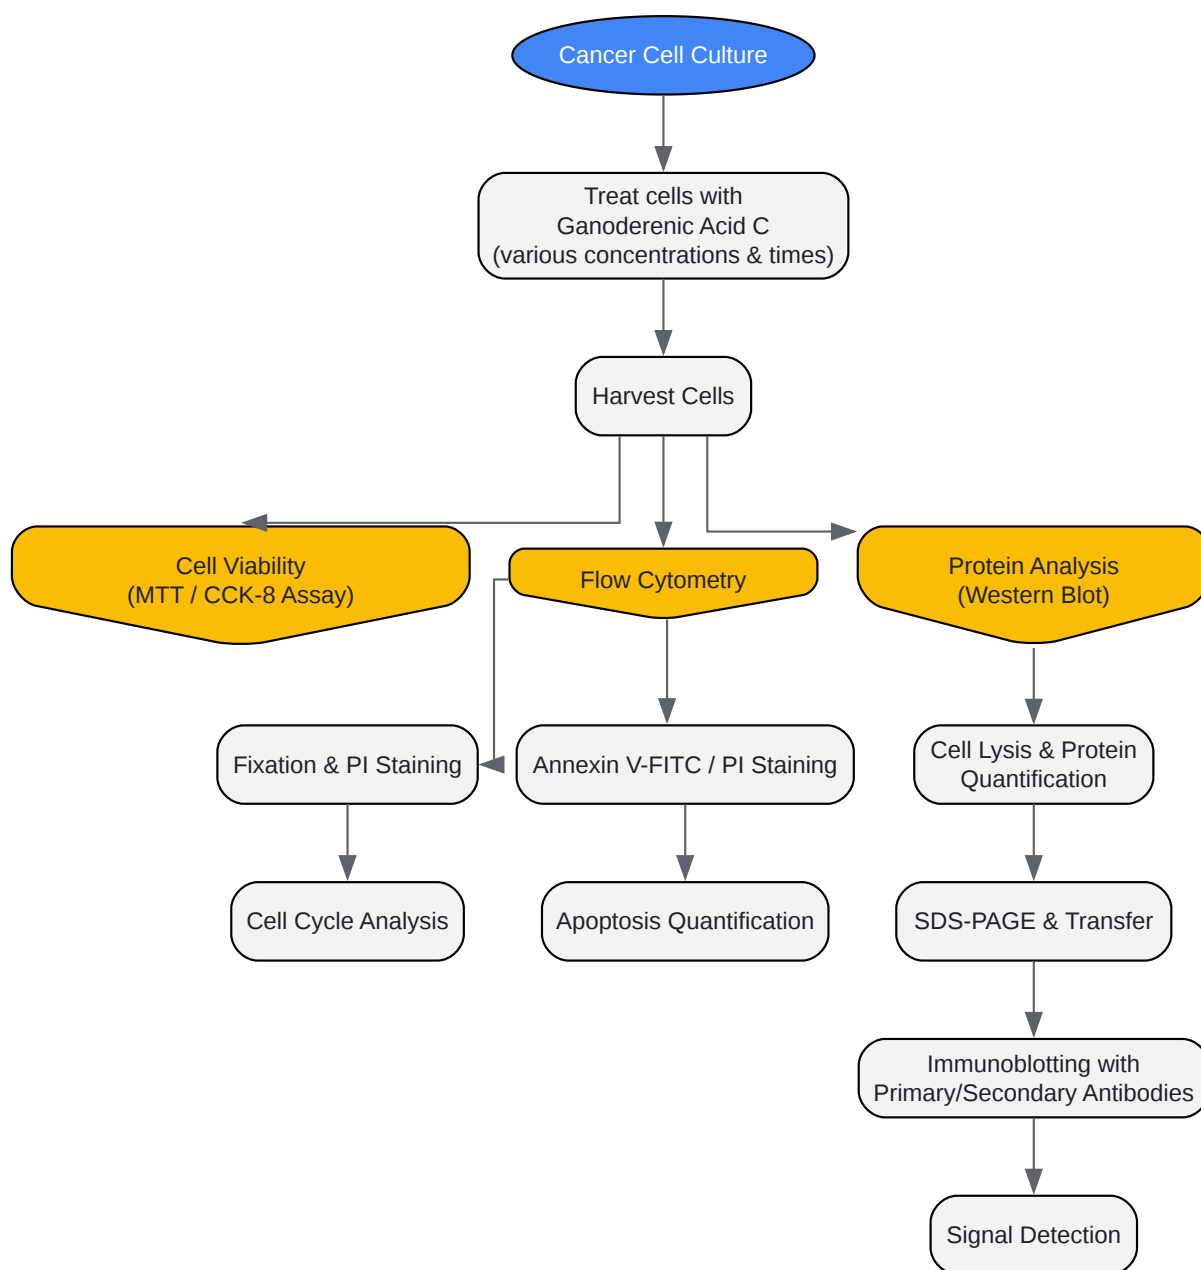 Cancer Cell Culture
Treat cells with
Ganoderenic Acid C
(various concentrations & times)
Harvest Cells
Cell Viability
(MTT / CCK-8 Assay)
Flow Cytometry
Protein Analysis
(Western Blot)
Fixation & PI Staining
Annexin V-FITC / PI Staining
Cell Lysis & Protein
Quantification
Cell Cycle Analysis
Apoptosis Quantification
SDS-PAGE & Transfer
Immunoblotting with
Primary/Secondary Antibodies
Signal Detection